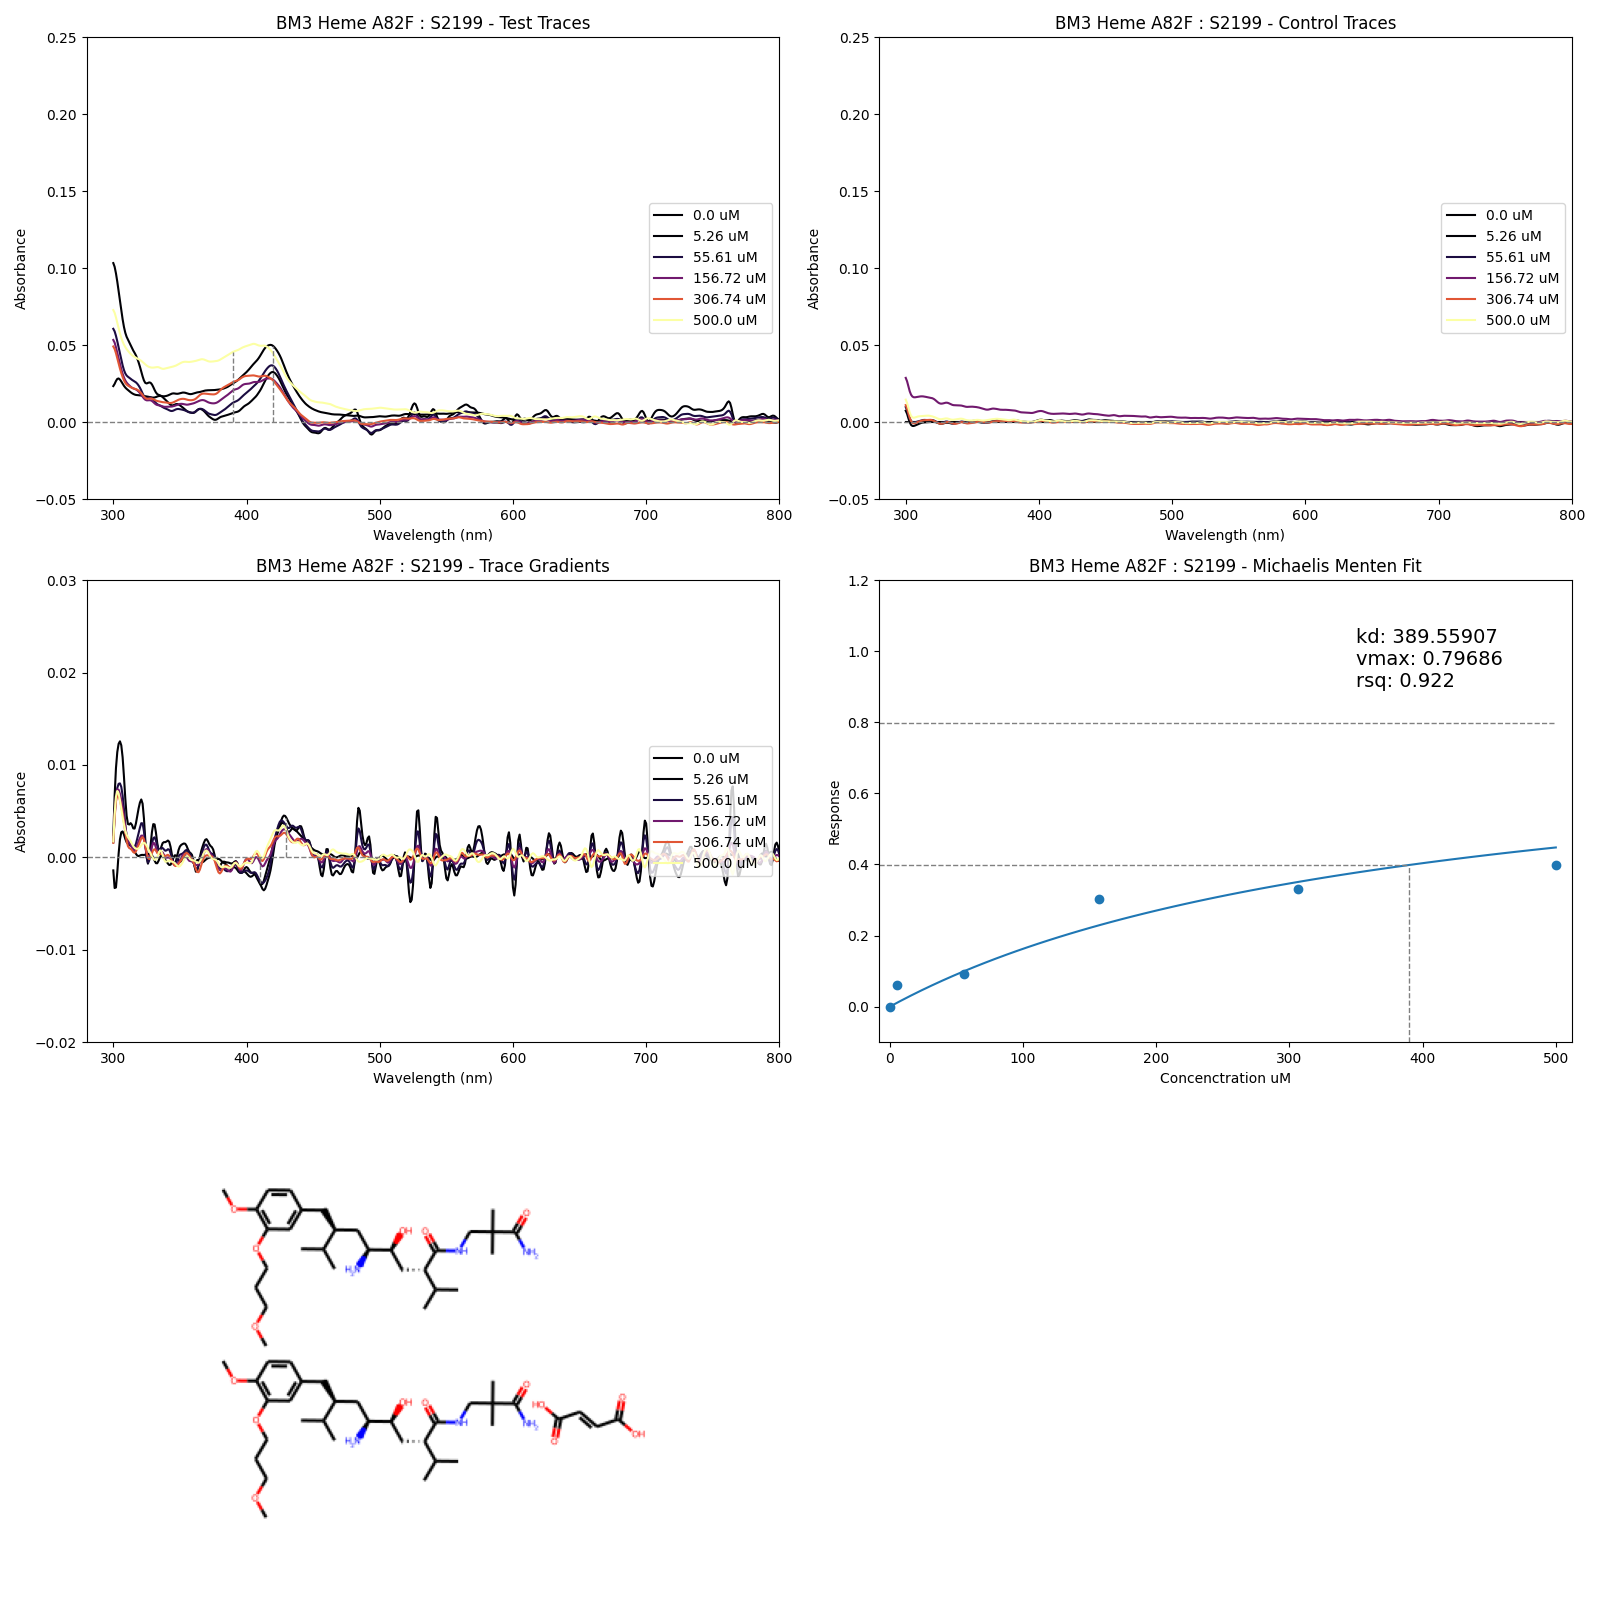 BM3 Heme A82F : S2199 - Test Traces
0.25
0.20
0.15
0.10
0.05
0.00
−0.05
Absorbance
300
400
500
600
700
800
Wavelength (nm)
0.0 uM
5.26 uM
55.61 uM
156.72 uM
306.74 uM
500.0 uM
BM3 Heme A82F : S2199 - Control Traces
0.25
0.20
0.15
0.10
0.05
0.00
−0.05
Absorbance
300
400
500
600
700
800
Wavelength (nm)
0.0 uM
5.26 uM
55.61 uM
156.72 uM
306.74 uM
500.0 uM
BM3 Heme A82F : S2199 - Trace Gradients
0.03
0.02
0.01
0.00
−0.01
−0.02
Absorbance
300
400
500
600
700
800
Wavelength (nm)
0.0 uM
5.26 uM
55.61 uM
156.72 uM
306.74 uM
500.0 uM
BM3 Heme A82F : S2199 - Michaelis Menten Fit
1.2
1.0
0.8
0.6
0.4
0.2
0.0
Response
kd: 389.55907
vmax: 0.79686
rsq: 0.922
0
100
200
300
400
500
Concenctration uM
O
O
O
H₂N
OH
O
NH
O
NH₂
O
O
O
H₂N
OH
O
NH
O
NH₂
HO
O
O
OH